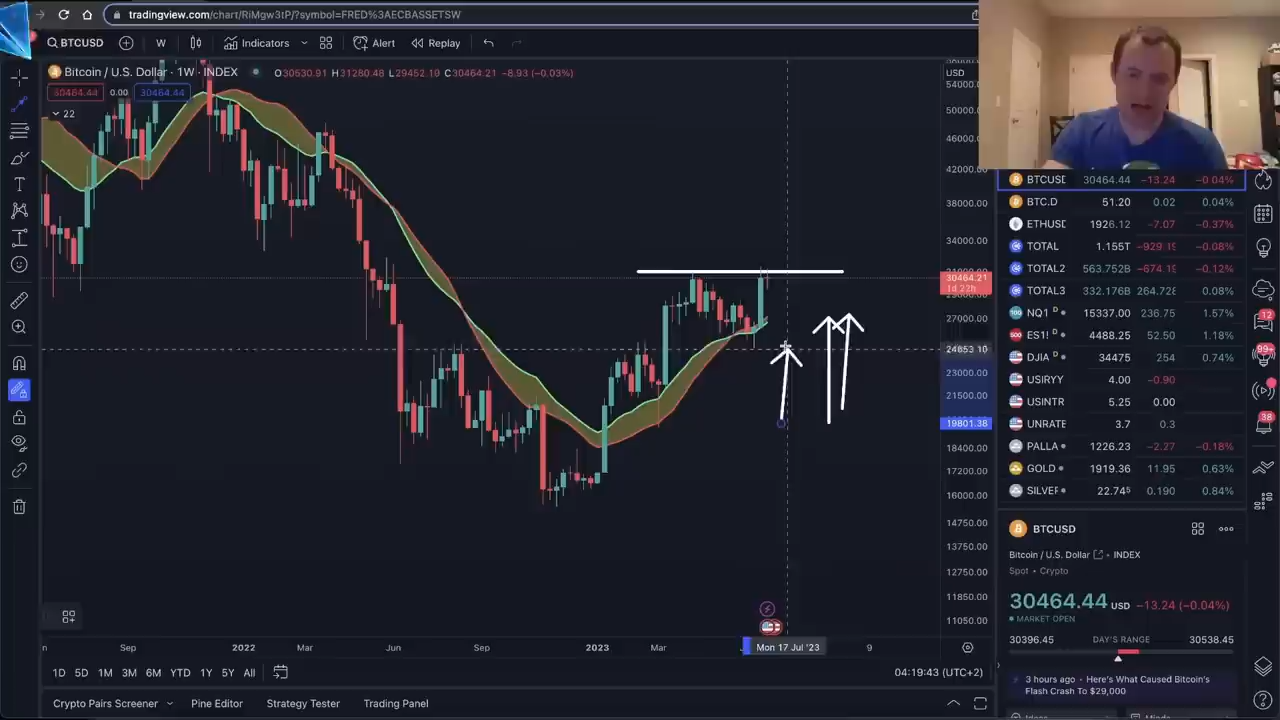 tradingview.com/chart/RiMgw3tP/?symbol=FRED%3AECBASSETSW
BTCUSD W Indicators Alert Replay
Bitcoin / U.S. Dollar · 1W · INDEX O30530.91 H31280.48 L29452.19 C30464.21 −8.93 (−0.03%)
30464.44 0.00 30464.44
22
USD
54000.00
50000.00
46000.00
42000.00
38000.00
34000.00
30464.21
1d 22h
27000.00
24853.10
23000.00
21500.00
19801.38
18400.00
17200.00
16000.00
14750.00
13750.00
12750.00
11850.00
11050.00
Sep 2022 Mar Jun Sep 2023 Mar Mon 17 Jul '23 9
1D 5D 1M 3M 6M YTD 1Y 5Y All 04:19:43 (UTC+2)
Crypto Pairs Screener Pine Editor Strategy Tester Trading Panel
BTCUSD 30464.44 −13.24 −0.04%
BTC.D 51.20 0.02 0.04%
ETHUSD 1926.12 −7.07 −0.37%
TOTAL 1.155T −929.19 −0.08%
TOTAL2 563.752B −674.19 −0.12%
TOTAL3 332.176B 264.728 0.08%
NQ1! D 15337.00 236.75 1.57%
ES1! D 4488.25 52.50 1.18%
DJIA D 34475 254 0.74%
USIRYY 4.00 −0.90
USINTR 5.25 0.00
UNRATE 3.7 0.3
PALLA 1226.23 −2.27 −0.18%
GOLD 1919.36 11.95 0.63%
SILVER 22.745 0.190 0.84%
12
99+
38
BTCUSD
Bitcoin / U.S. Dollar · INDEX
Spot · Crypto
30464.44 USD −13.24 (−0.04%)
MARKET OPEN
30396.45 DAY'S RANGE 30538.45
3 hours ago · Here's What Caused Bitcoin's
Flash Crash To $29,000